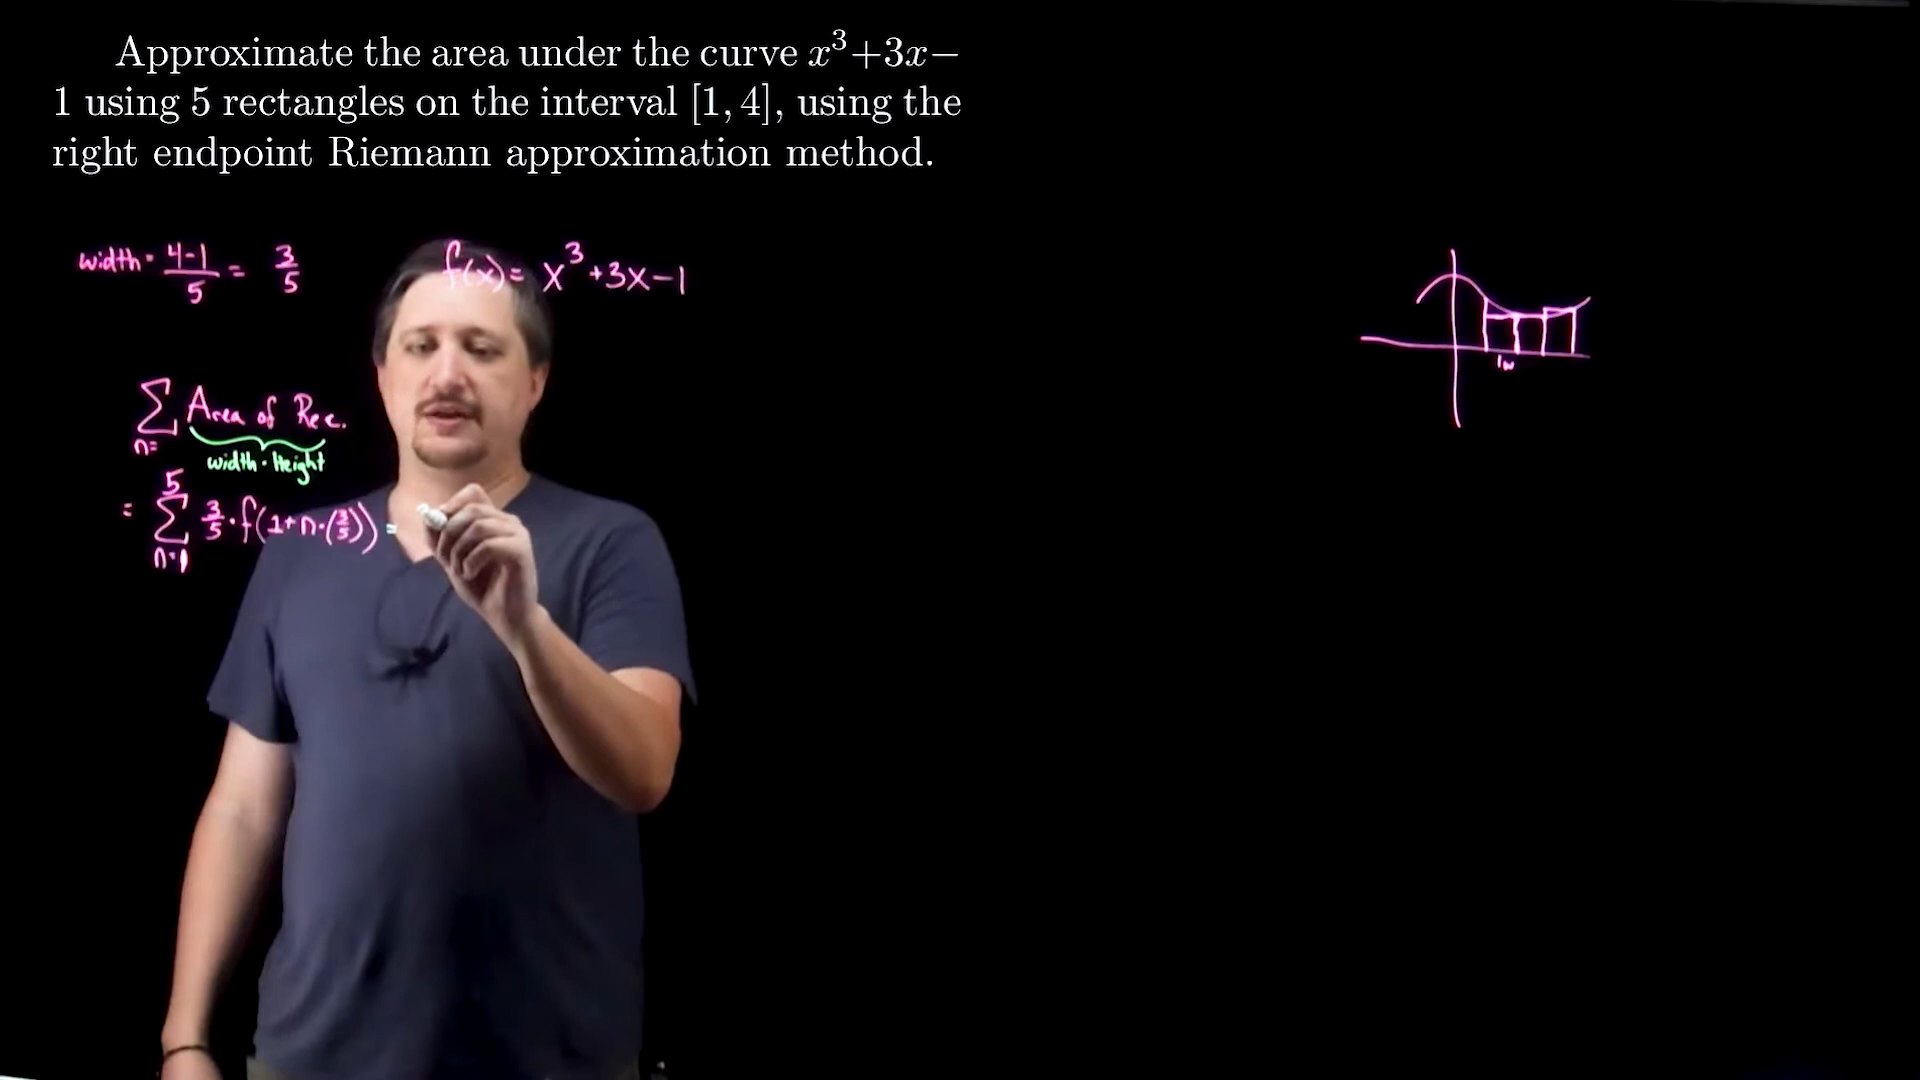 Approximate the area under the curve x³+3x−
1 using 5 rectangles on the interval [1, 4], using the
right endpoint Riemann approximation method.
width = 4-1/5 = 3/5
f(x) = x³+3x-1
∑ n= Area of Rec.
width · Height
= ∑ n=1 5 3/5 · f(1+n·(3/5)) =
1w